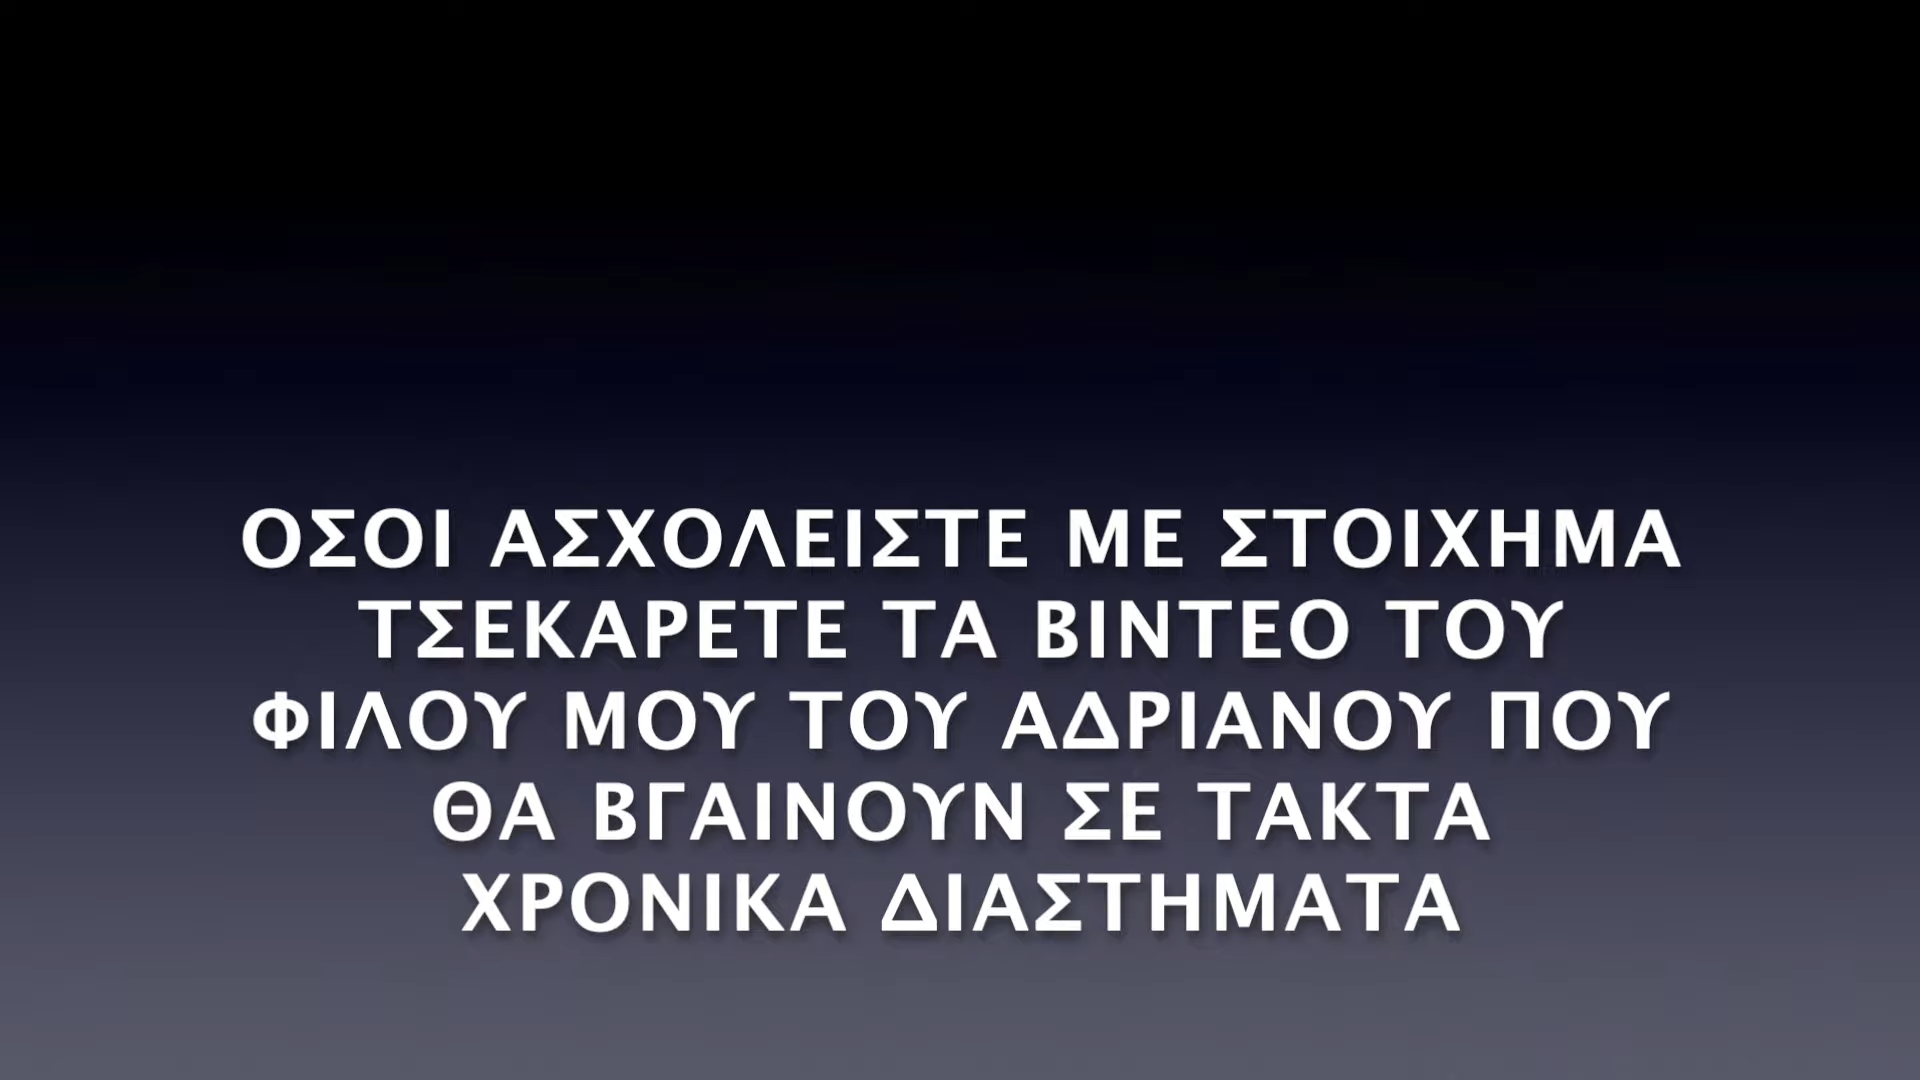 ΟΣΟΙ ΑΣΧΟΛΕΙΣΤΕ ΜΕ ΣΤΟΙΧΗΜΑ
ΤΣΕΚΑΡΕΤΕ ΤΑ ΒΙΝΤΕΟ ΤΟΥ
ΦΙΛΟΥ ΜΟΥ ΤΟΥ ΑΔΡΙΑΝΟΥ ΠΟΥ
ΘΑ ΒΓΑΙΝΟΥΝ ΣΕ ΤΑΚΤΑ
ΧΡΟΝΙΚΑ ΔΙΑΣΤΗΜΑΤΑ